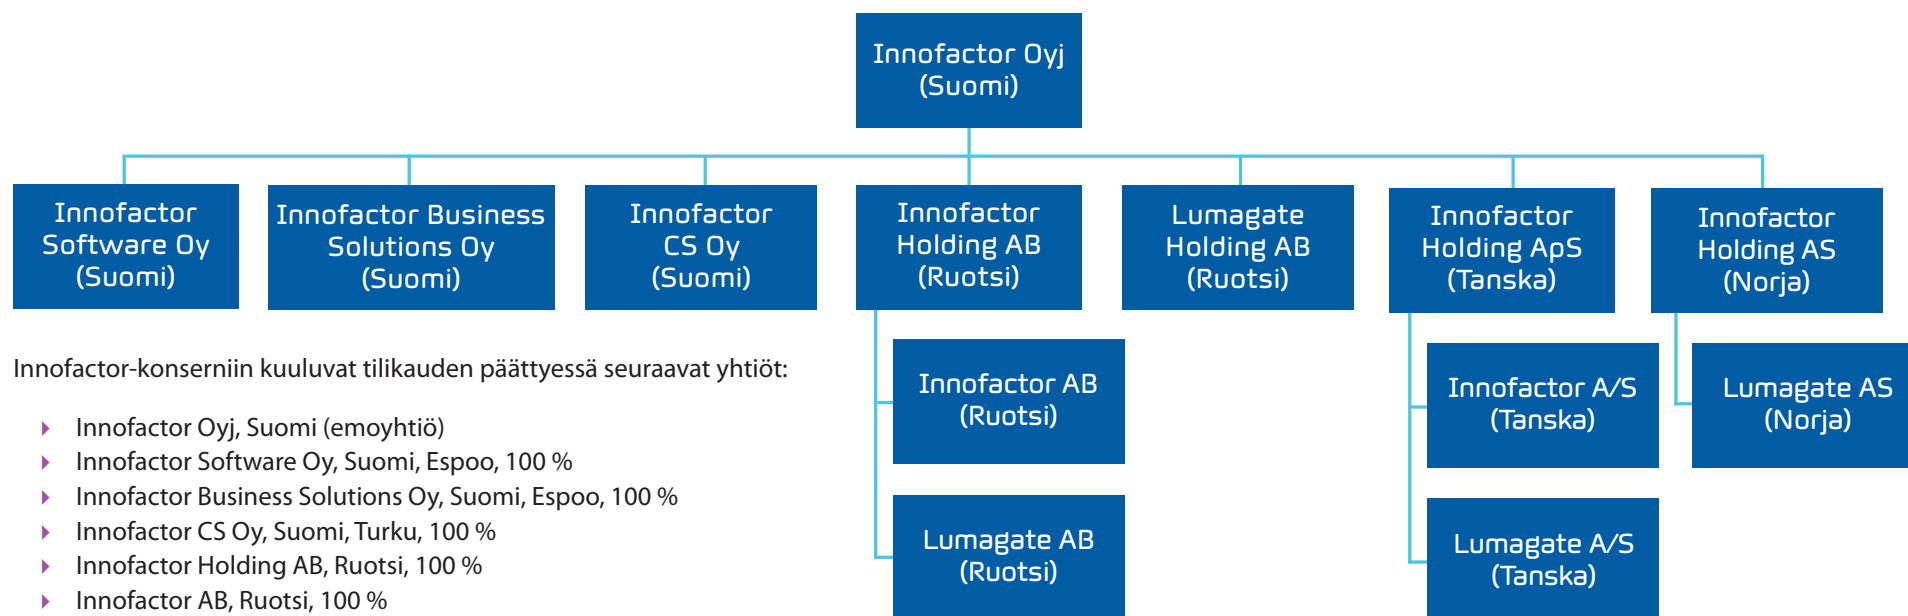 Innofactor Oyj
(Suomi)
Innofactor
Software Oy
(Suomi)
Innofactor Business
Solutions Oy
(Suomi)
Innofactor
CS Oy
(Suomi)
Innofactor
Holding AB
(Ruotsi)
Lumagate
Holding AB
(Ruotsi)
Innofactor
Holding ApS
(Tanska)
Innofactor
Holding AS
(Norja)
Innofactor AB
(Ruotsi)
Innofactor A/S
(Tanska)
Lumagate AS
(Norja)
Lumagate AB
(Ruotsi)
Lumagate A/S
(Tanska)
Innofactor-konserniin kuuluvat tilikauden päättyessä seuraavat yhtiöt:
Innofactor Oyj, Suomi (emoyhtiö)
Innofactor Software Oy, Suomi, Espoo, 100 %
Innofactor Business Solutions Oy, Suomi, Espoo, 100 %
Innofactor CS Oy, Suomi, Turku, 100 %
Innofactor Holding AB, Ruotsi, 100 %
Innofactor AB, Ruotsi, 100 %